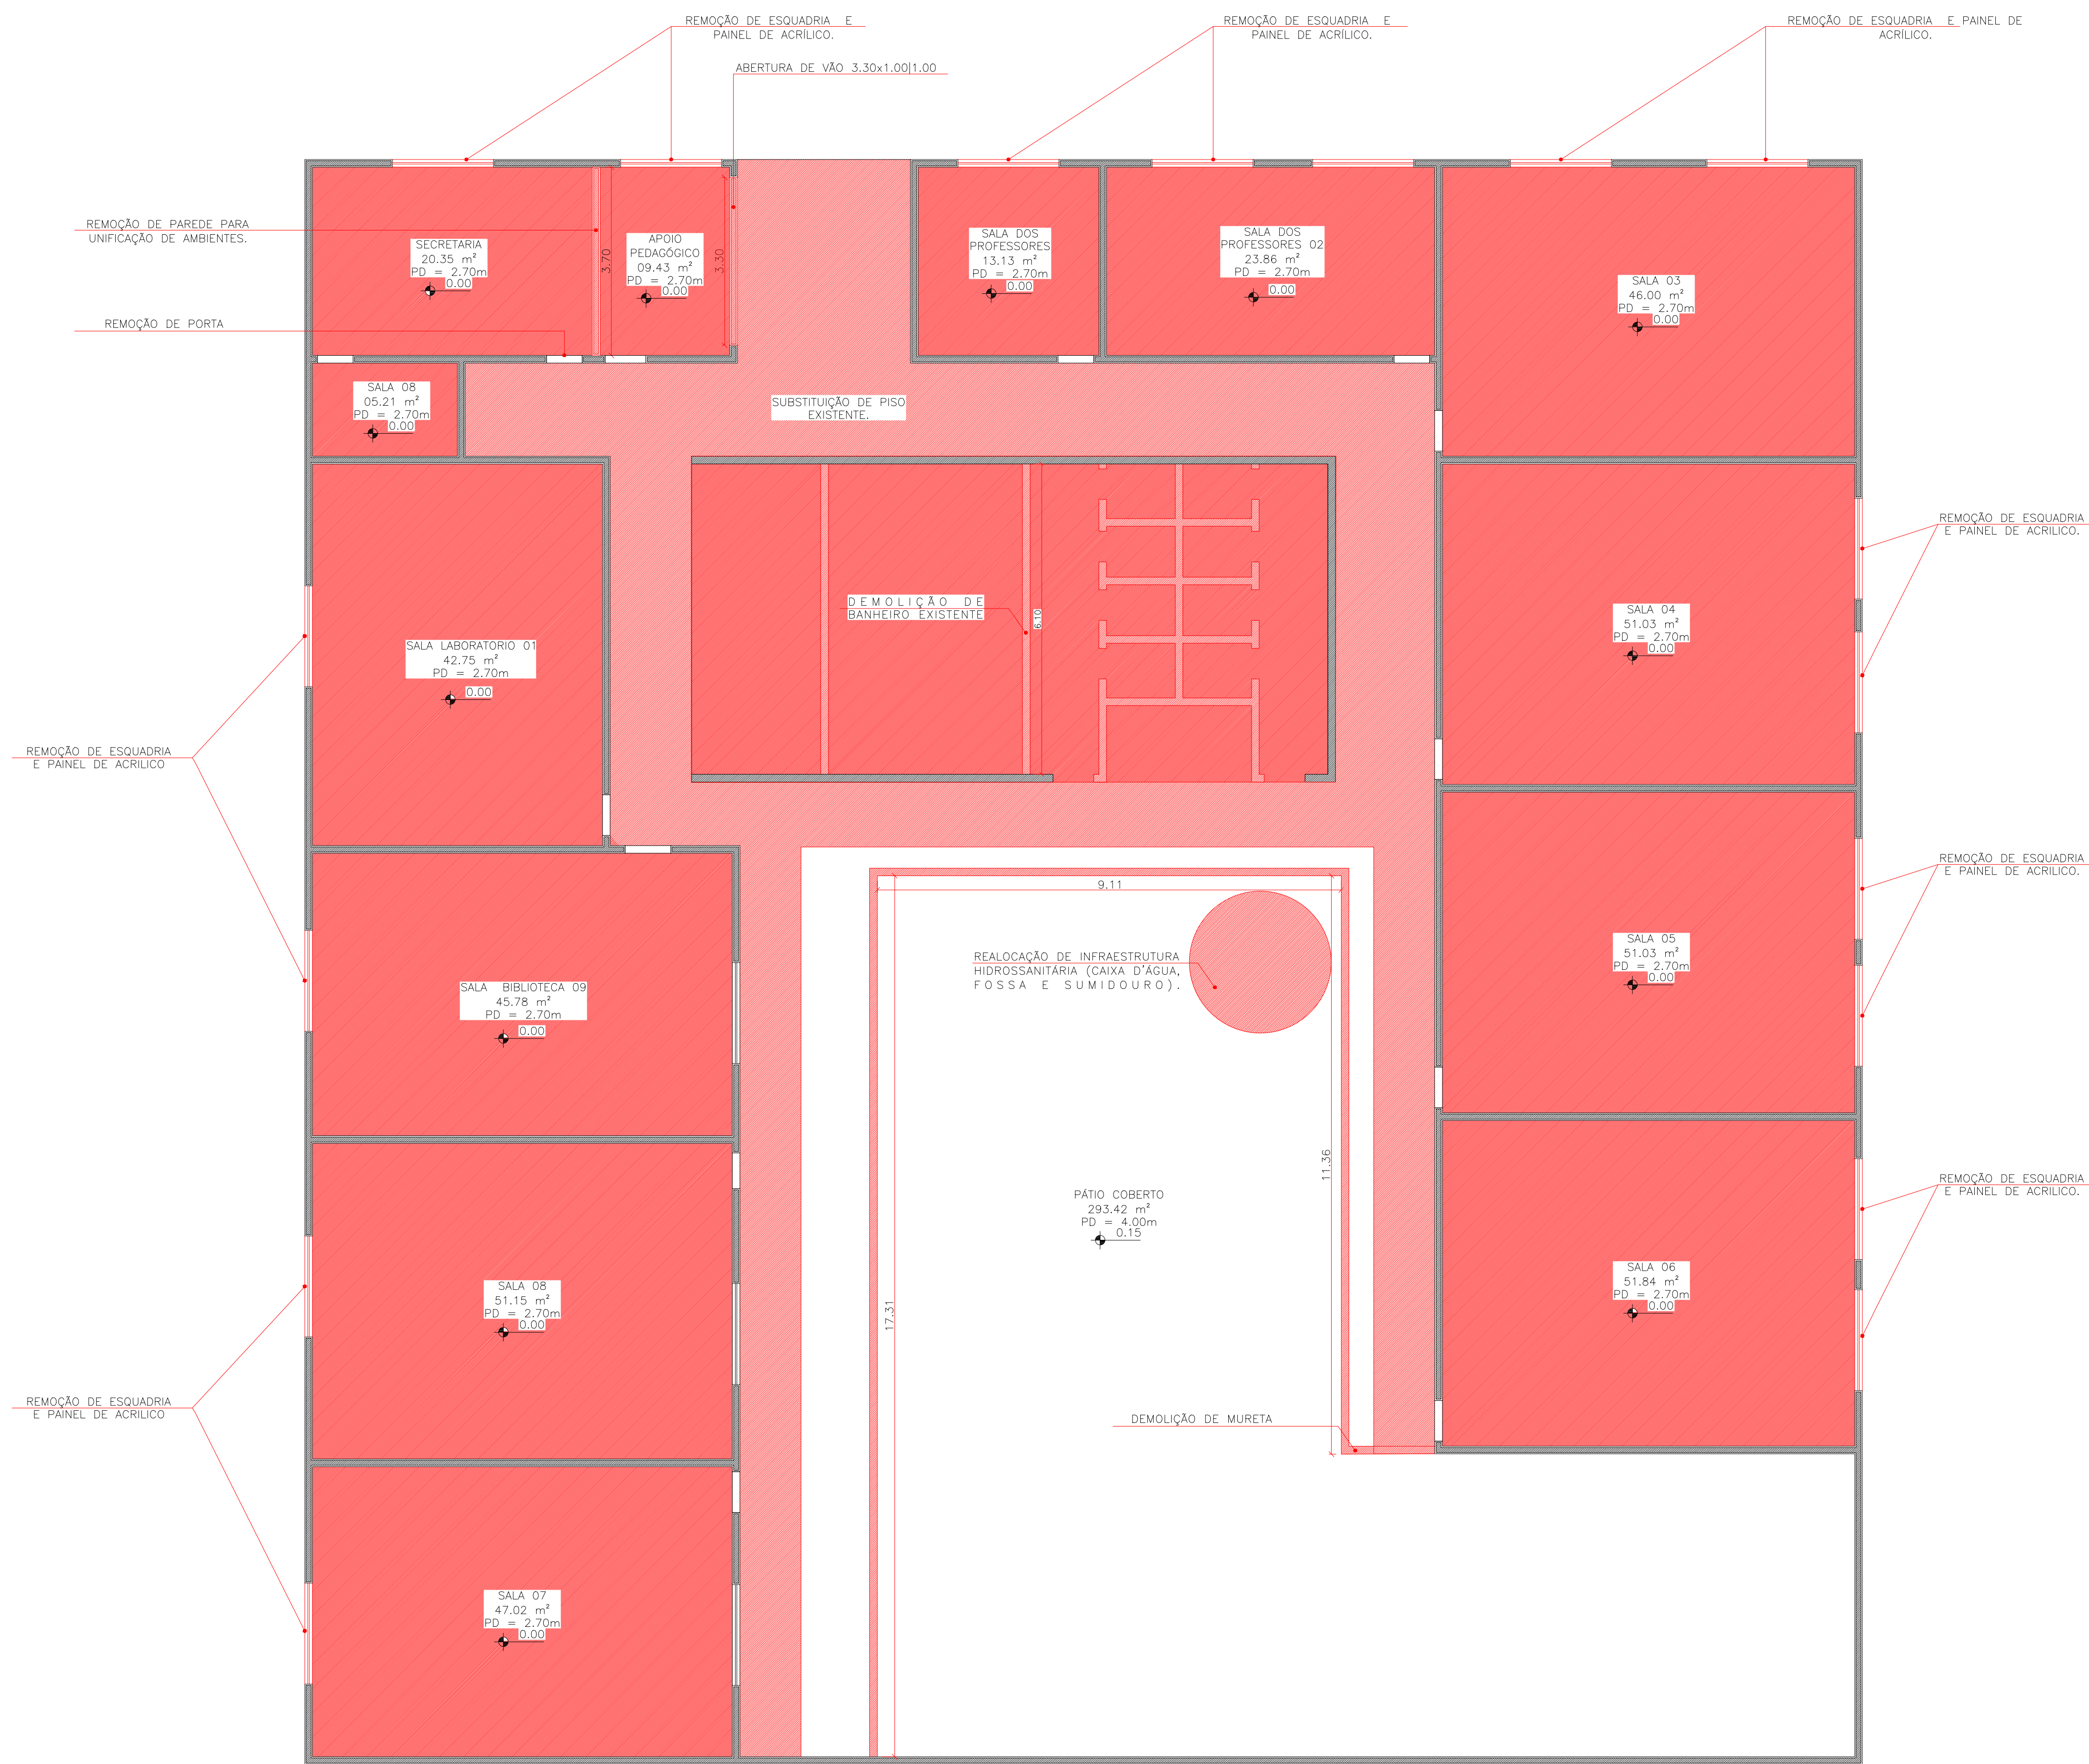 REMOÇÃO DE ESQUADRIA E
PAINEL DE ACRÍLICO.
REMOÇÃO DE ESQUADRIA E
PAINEL DE ACRÍLICO.
REMOÇÃO DE ESQUADRIA E PAINEL DE
ACRÍLICO.
ABERTURA DE VÃO 3.30x1.00|1.00
REMOÇÃO DE PAREDE PARA
UNIFICAÇÃO DE AMBIENTES.
SECRETARIA
20.35 m²
PD = 2.70m
0.00
3.70
APOIO
PEDAGÓGICO
09.43 m²
PD = 2.70m
0.00
3.30
SALA DOS
PROFESSORES
13.13 m²
PD = 2.70m
0.00
SALA DOS
PROFESSORES 02
23.86 m²
PD = 2.70m
0.00
SALA 03
46.00 m²
PD = 2.70m
0.00
REMOÇÃO DE PORTA
SALA 08
05.21 m²
PD = 2.70m
0.00
SUBSTITUIÇÃO DE PISO
EXISTENTE.
REMOÇÃO DE ESQUADRIA
E PAINEL DE ACRILICO.
DEMOLIÇÃO DE
BANHEIRO EXISTENTE
6.10
SALA 04
51.03 m²
PD = 2.70m
0.00
SALA LABORATORIO 01
42.75 m²
PD = 2.70m
0.00
REMOÇÃO DE ESQUADRIA
E PAINEL DE ACRILICO
REMOÇÃO DE ESQUADRIA
E PAINEL DE ACRILICO.
9.11
REALOCAÇÃO DE INFRAESTRUTURA
HIDROSSANITÁRIA (CAIXA D'ÁGUA,
FOSSA E SUMIDOURO).
SALA 05
51.03 m²
PD = 2.70m
0.00
SALA BIBLIOTECA 09
45.78 m²
PD = 2.70m
0.00
11.36
REMOÇÃO DE ESQUADRIA
E PAINEL DE ACRILICO.
PÁTIO COBERTO
293.42 m²
PD = 4.00m
0.15
17.31
SALA 06
51.84 m²
PD = 2.70m
0.00
SALA 08
51.15 m²
PD = 2.70m
0.00
REMOÇÃO DE ESQUADRIA
E PAINEL DE ACRILICO
DEMOLIÇÃO DE MURETA
SALA 07
47.02 m²
PD = 2.70m
0.00